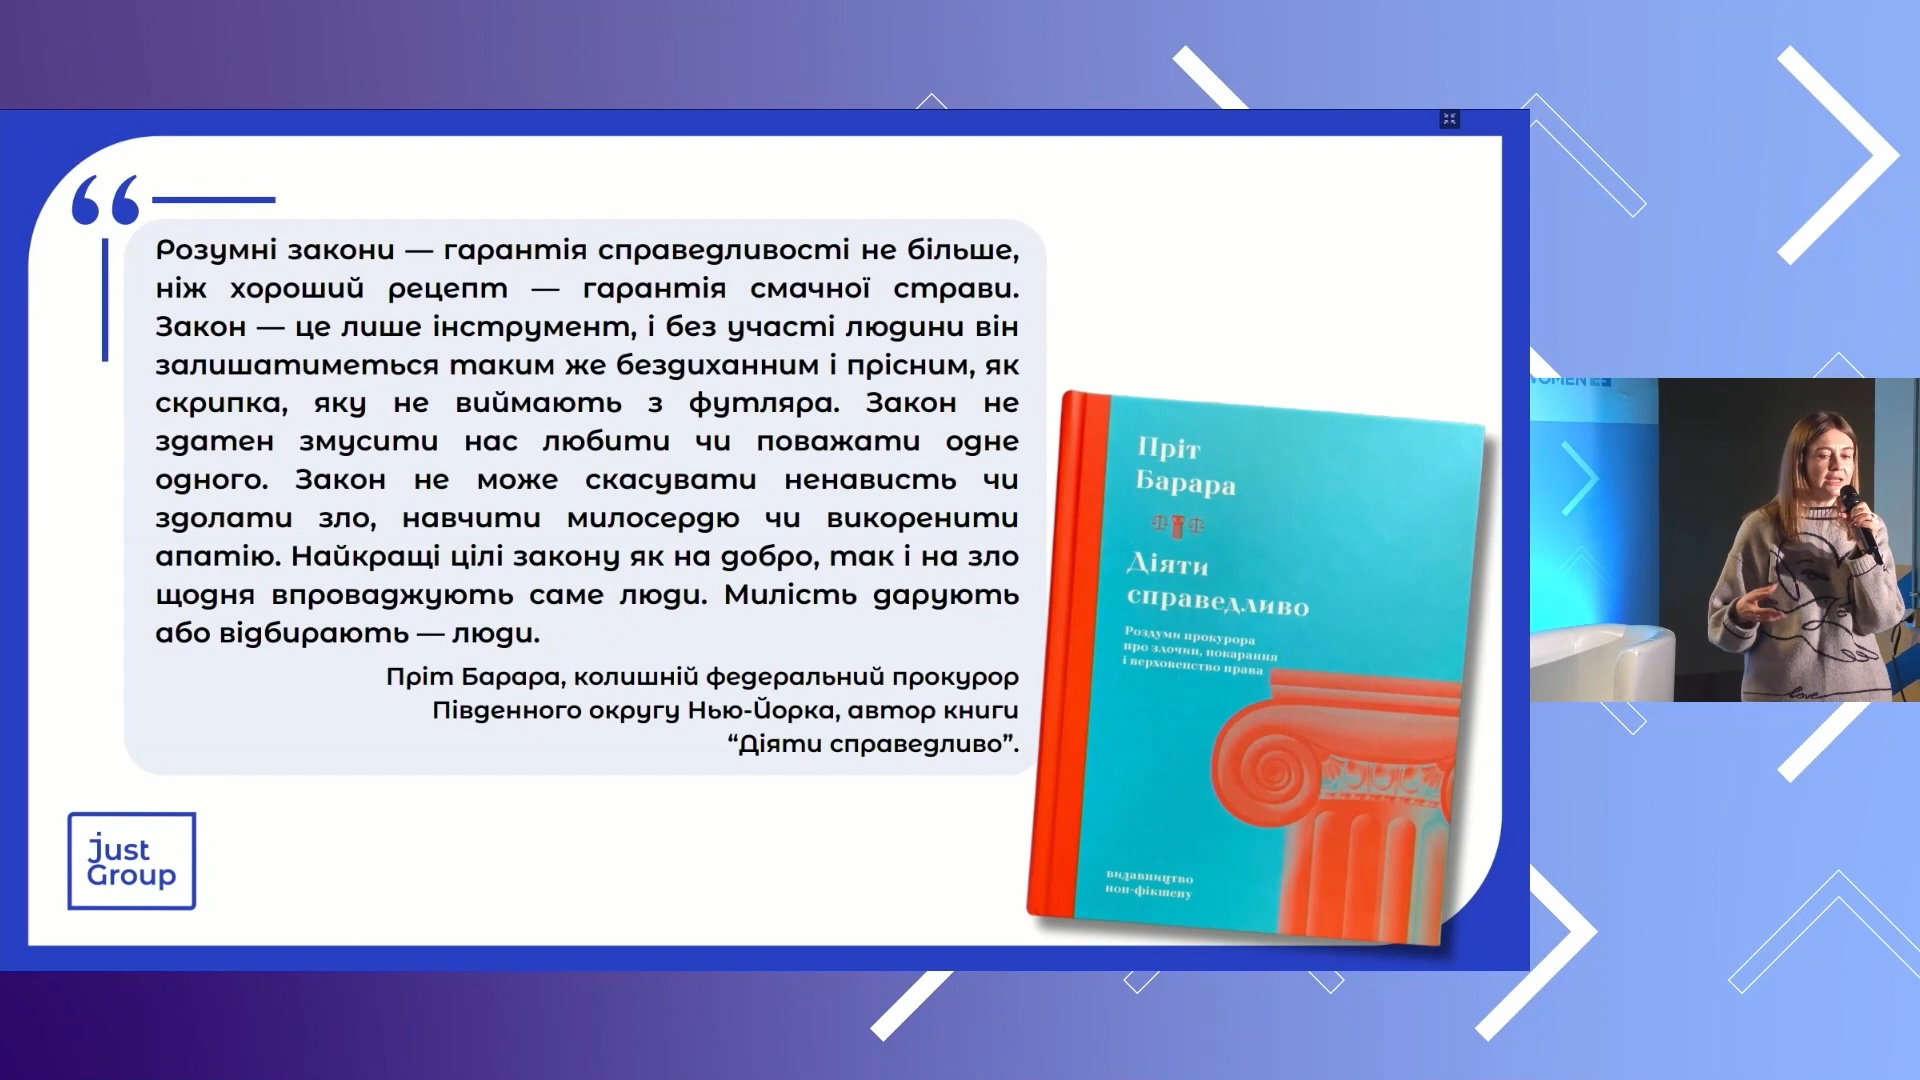 Розумні закони — гарантія справедливості не більше,
ніж хороший рецепт — гарантія смачної страви.
Закон — це лише інструмент, і без участі людини він
залишатиметься таким же бездиханним і прісним, як
скрипка, яку не виймають з футляра. Закон не
здатен змусити нас любити чи поважати одне
одного. Закон не може скасувати ненависть чи
здолати зло, навчити милосердю чи викоренити
апатію. Найкращі цілі закону як на добро, так і на зло
щодня впроваджують саме люди. Милість дарують
або відбирають — люди.
Пріт Барара, колишній федеральний прокурор
Південного округу Нью-Йорка, автор книги
“Діяти справедливо”.
Пріт
Барара
Діяти
справедливо
Роздуми прокурора
про злочин, покарання
і верховенство права
видавництво
нон-фікшену
just
Group
WOMEN
love